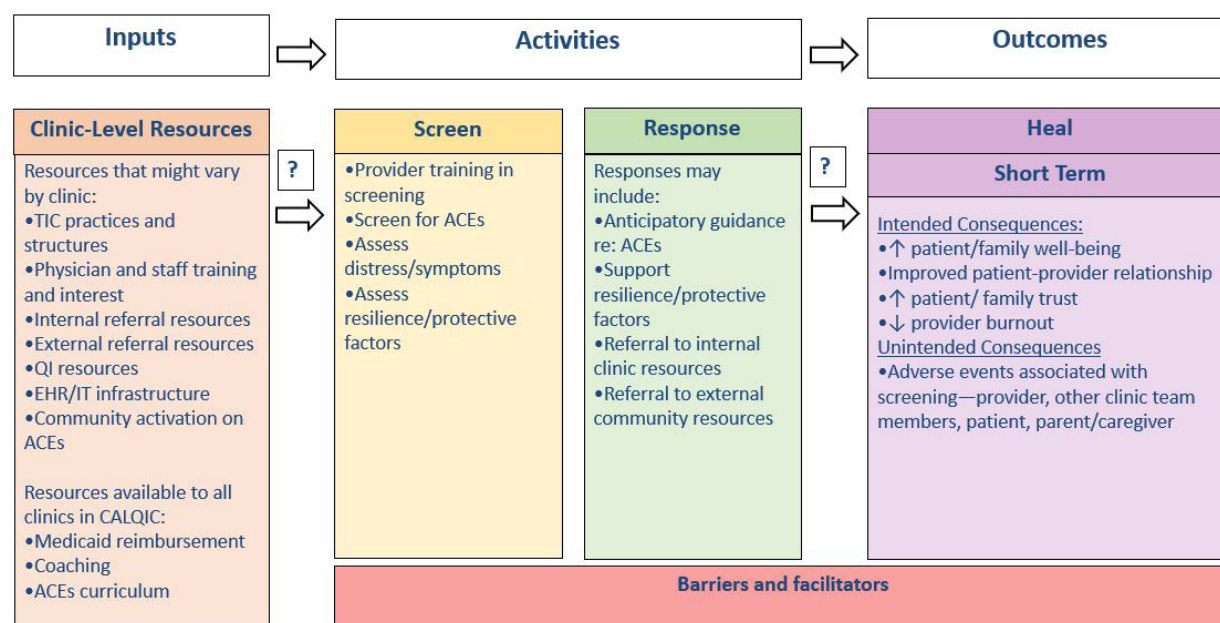 Inputs
Activities
Outcomes
Clinic-Level Resources
Resources that might vary
by clinic:
•TIC practices and
structures
•Physician and staff training
and interest
•Internal referral resources
•External referral resources
•QI resources
•EHR/IT infrastructure
•Community activation on
ACEs
Resources available to all
clinics in CALQIC:
•Medicaid reimbursement
•Coaching
•ACEs curriculum
?
Screen
•Provider training in
screening
•Screen for ACEs
•Assess
distress/symptoms
•Assess
resilience/protective
factors
Response
Responses may
include:
•Anticipatory guidance
re: ACEs
•Support
resilience/protective
factors
•Referral to internal
clinic resources
•Referral to external
community resources
?
Heal
Short Term
Intended Consequences:
•↑ patient/family well-being
•Improved patient-provider relationship
•↑ patient/ family trust
•↓ provider burnout
Unintended Consequences
•Adverse events associated with
screening—provider, other clinic team
members, patient, parent/caregiver
Barriers and facilitators